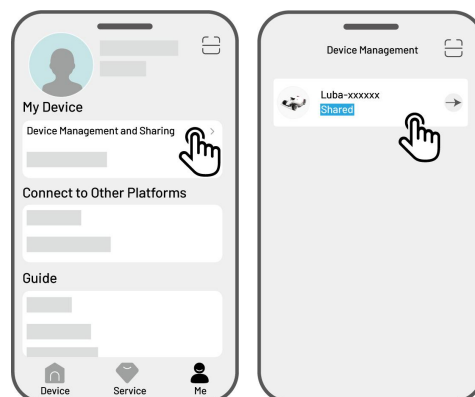 My Device
Device Management and Sharing
Connect to Other Platforms
Guide
Device Service Me
Device Management
Luba-xxxxxx
Shared